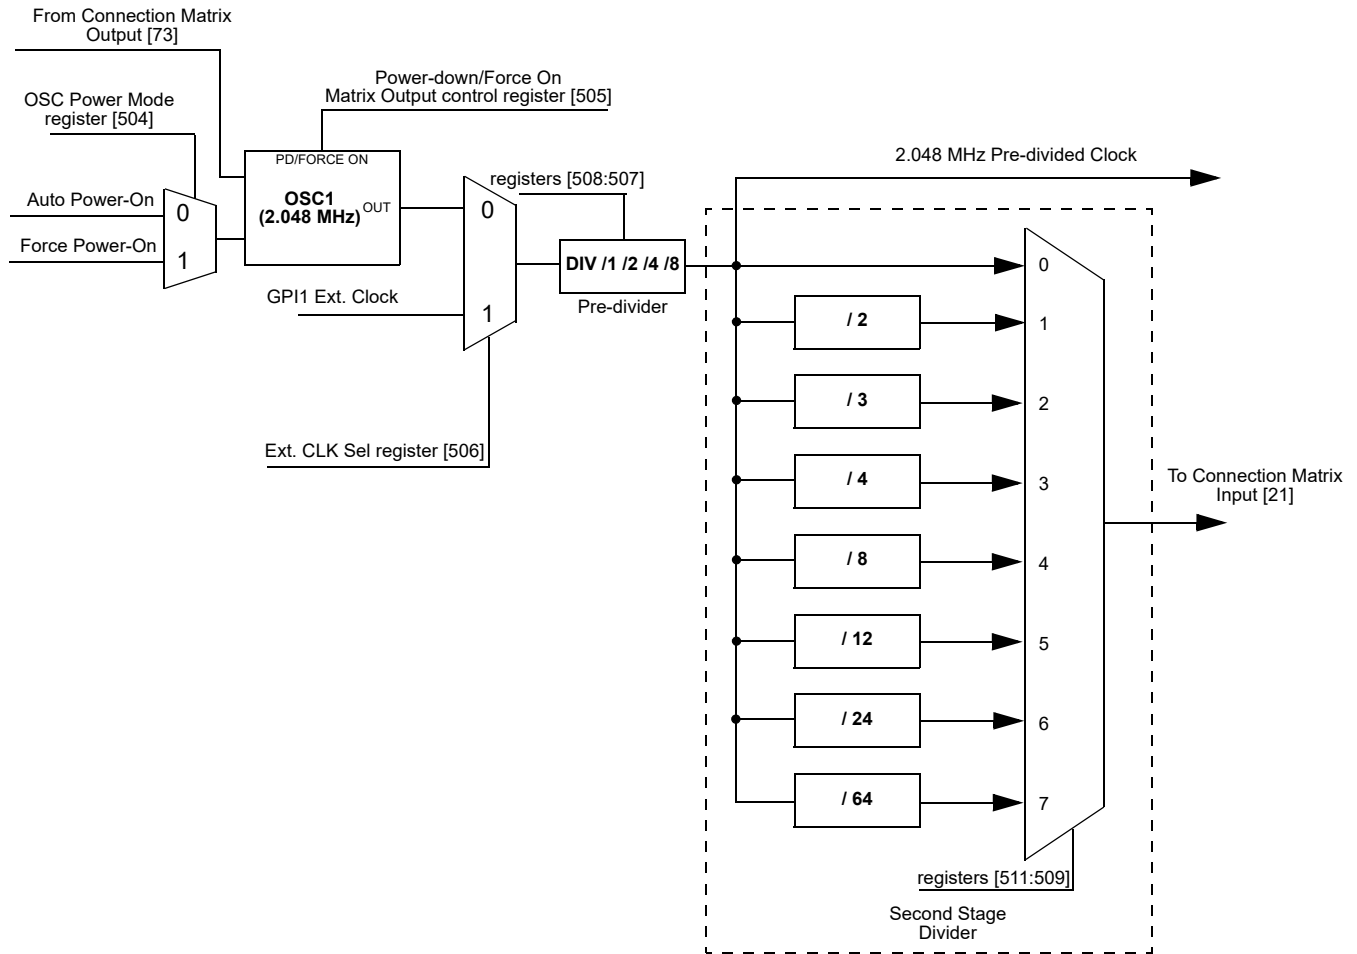 From Connection Matrix
Output [73]
Power-down/Force On
Matrix Output control register [505]
OSC Power Mode
register [504]
PD/FORCE ON
OSC1
(2.048 MHz)
OUT
Auto Power-On
Force Power-On
0
1
GPI1 Ext. Clock
0
1
registers [508:507]
DIV /1 /2 /4 /8
Pre-divider
Ext. CLK Sel register [506]
2.048 MHz Pre-divided Clock
0
/ 2
1
/ 3
2
/ 4
3
/ 8
4
/ 12
5
/ 24
6
/ 64
7
To Connection Matrix
Input [21]
registers [511:509]
Second Stage
Divider